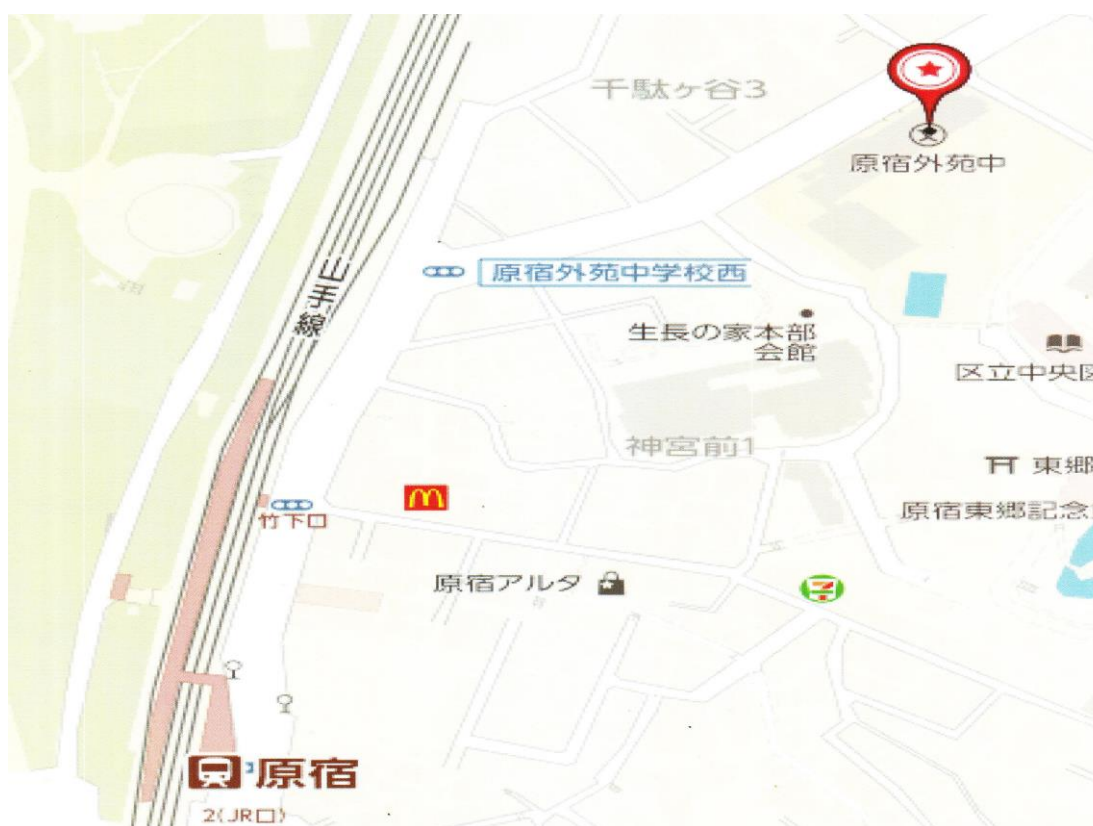 千駄ヶ谷3
原宿外苑中
山手線
原宿外苑中学校西
生長の家本部
会館
区立中央図
神宮前1
東郷
原宿東郷記念
竹下口
原宿アルタ
原宿
2(JR口)